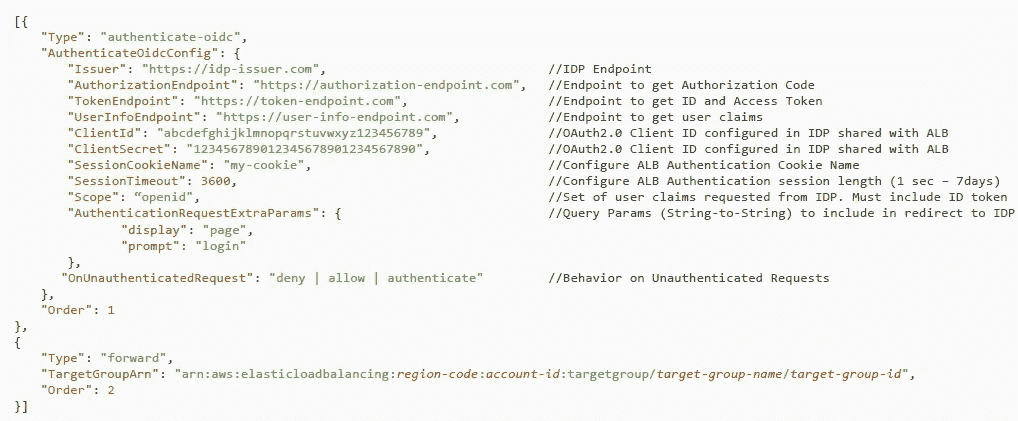 [{
"Type": "authenticate-oidc",
"AuthenticateOidcConfig": {
"Issuer": "https://idp-issuer.com", //IDP Endpoint
"AuthorizationEndpoint": "https://authorization-endpoint.com", //Endpoint to get Authorization Code
"TokenEndpoint": "https://token-endpoint.com", //Endpoint to get ID and Access Token
"UserInfoEndpoint": "https://user-info-endpoint.com", //Endpoint to get user claims
"ClientId": "abcdefghijklmnopqrstuvwxyz123456789", //OAuth2.0 Client ID configured in IDP shared with ALB
"ClientSecret": "123456789012345678901234567890", //OAuth2.0 Client ID configured in IDP shared with ALB
"SessionCookieName": "my-cookie", //Configure ALB Authentication Cookie Name
"SessionTimeout": 3600, //Configure ALB Authentication session length (1 sec – 7days)
"Scope": “openid", //Set of user claims requested from IDP. Must include ID token
"AuthenticationRequestExtraParams": { //Query Params (String-to-String) to include in redirect to IDP
"display": "page",
"prompt": "login"
},
"OnUnauthenticatedRequest": "deny | allow | authenticate" //Behavior on Unauthenticated Requests
},
"Order": 1
},
{
"Type": "forward",
"TargetGroupArn": "arn:aws:elasticloadbalancing:region-code:account-id:targetgroup/target-group-name/target-group-id",
"Order": 2
}]